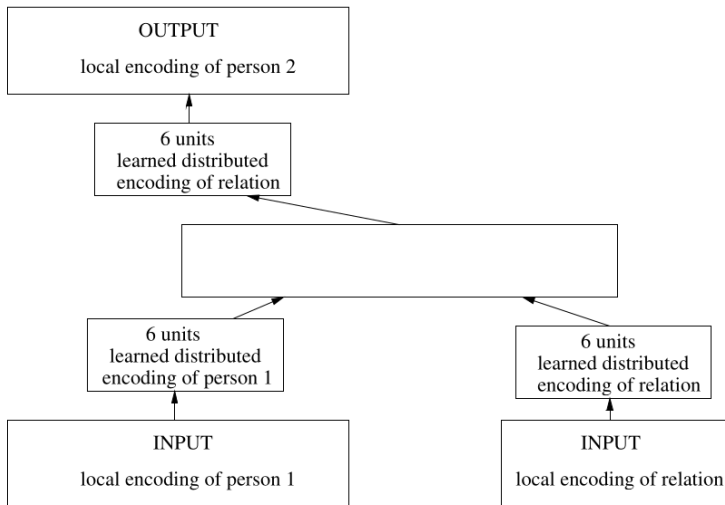 OUTPUT
local encoding of person 2
6 units
learned distributed
encoding of relation
6 units
learned distributed
encoding of person 1
6 units
learned distributed
encoding of relation
INPUT
local encoding of person 1
INPUT
local encoding of relation